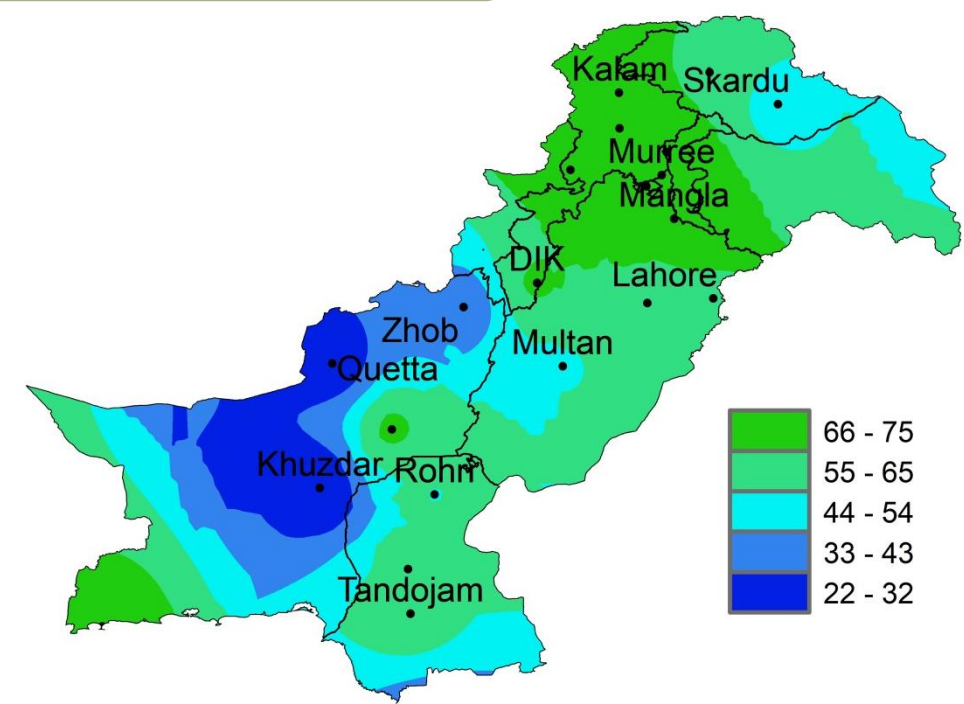 Kalam
Skardu
Murree
Mangla
DIK
Lahore
Zhob
Multan
Quetta
Khuzdar
Rohri
Tandojam
66 - 75
55 - 65
44 - 54
33 - 43
22 - 32